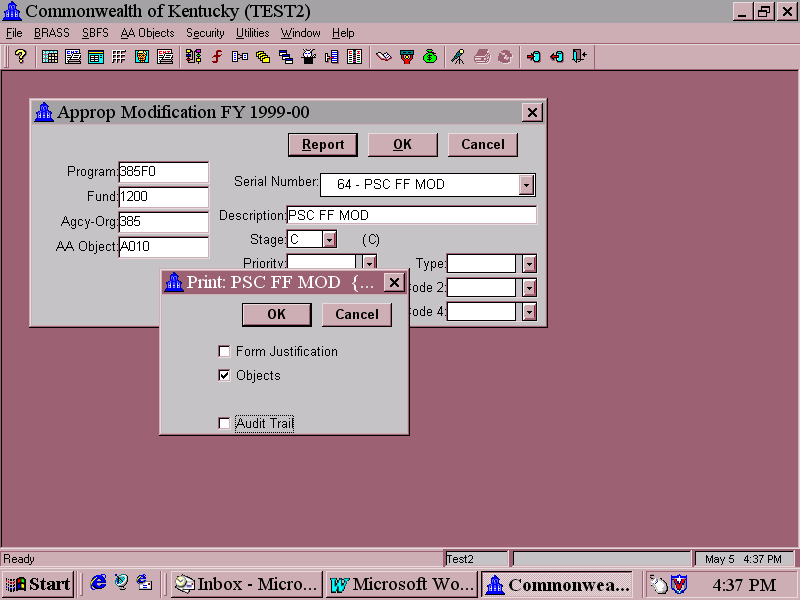 Commonwealth of Kentucky (TEST2)
File BRASS SBFS AA Objects Security Utilities Window Help
Approp Modification FY 1999-00
Report OK Cancel
Program: 385F0
Serial Number: 64 - PSC FF MOD
Fund: 1200
Description: PSC FF MOD
Agcy-Org: 385
Stage: C (C)
AA Object: A010
Priority: Type:
Print: PSC FF MOD {...
ode 2:
OK Cancel
ode 4:
Form Justification
Objects
Audit Trail
Ready Test2 May 5 4:37 PM
Start Inbox - Micro... Microsoft Wo... Commonwea... 4:37 PM